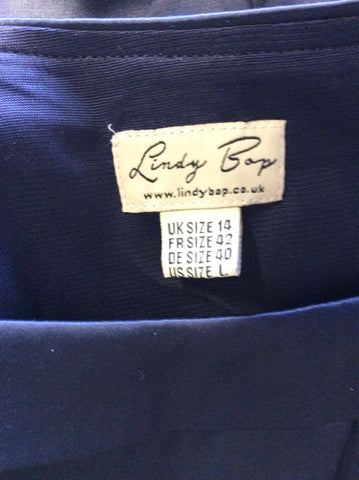 Lindy Bop
www.lindybop.co.uk
UK SIZE 14
FR SIZE 42
DE SIZE 40
US SIZE L